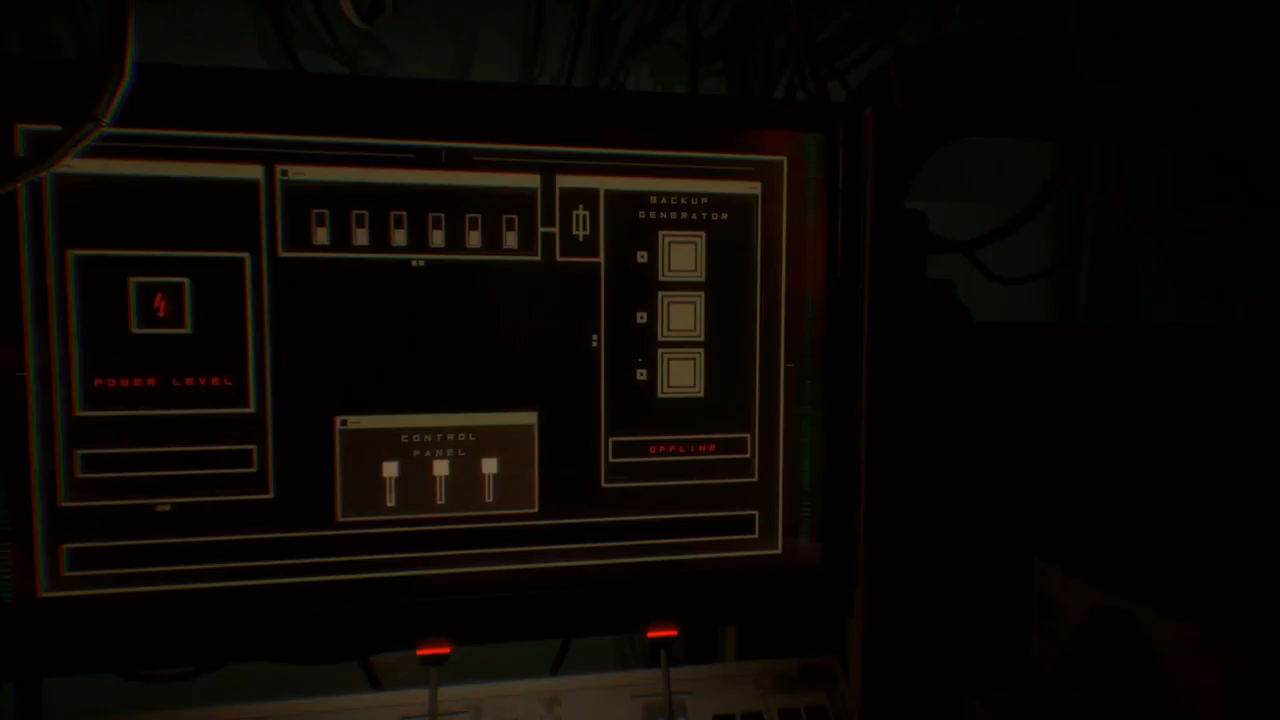 BACKUP
GENERATOR
POWER LEVEL
CONTROL
PANEL
OFFLINE